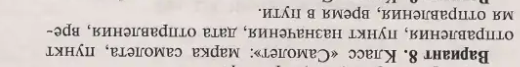 Вариант 8. Класс «Самолет»: марка самолета, пункт
отправления, пункт назначения, дата отправления, вре-
мя отправления, время в пути.